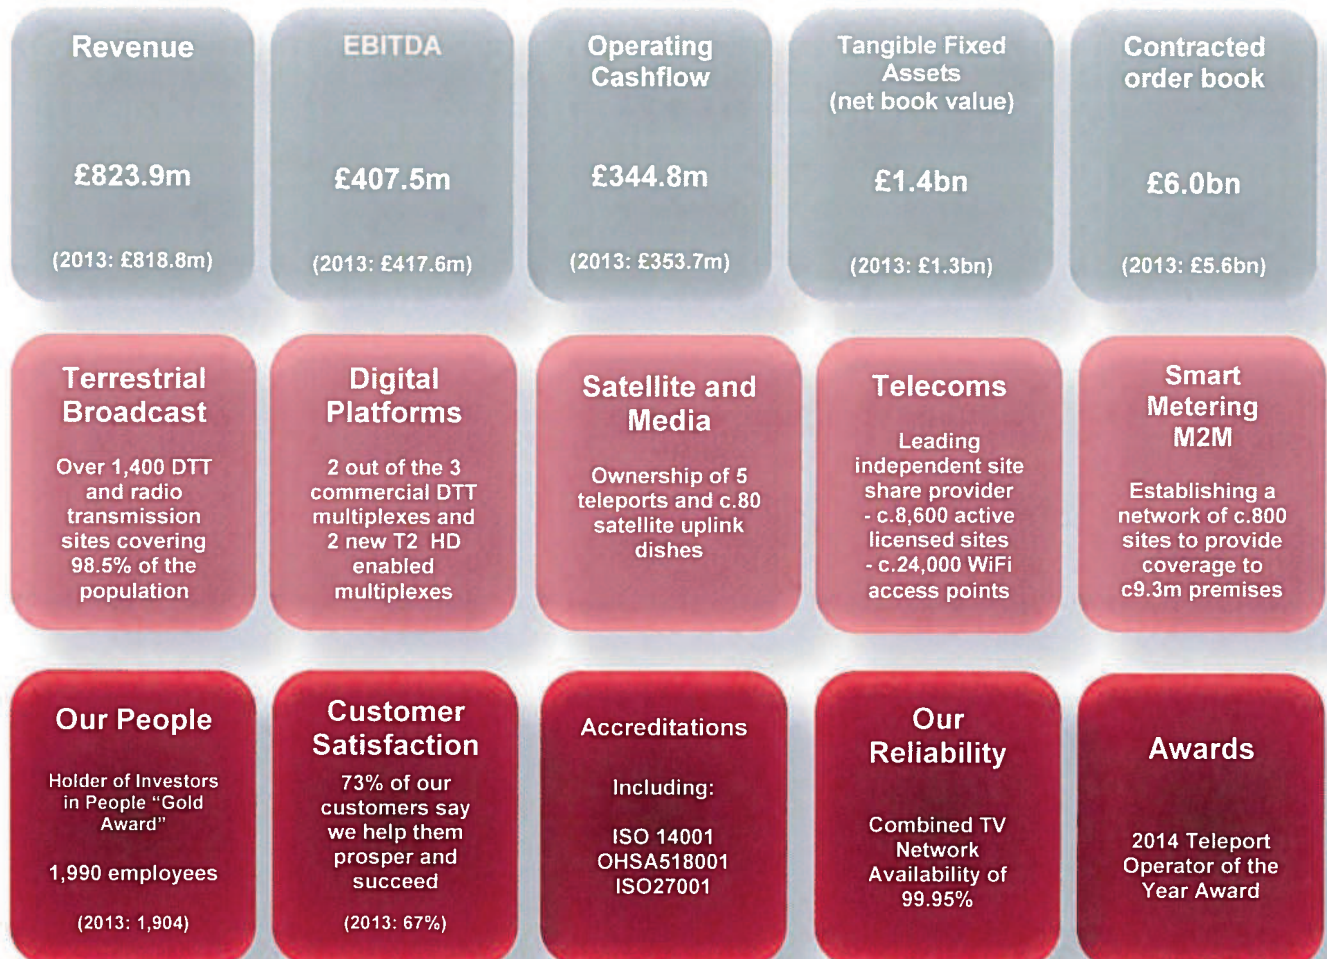 Revenue
£823.9m
(2013: £818.8m)
EBITDA
£407.5m
(2013: £417.6m)
Operating
Cashflow
£344.8m
(2013: £353.7m)
Tangible Fixed
Assets
(net book value)
£1.4bn
(2013: £1.3bn)
Contracted
order book
£6.0bn
(2013: £5.6bn)
Terrestrial
Broadcast
Over 1,400 DTT
and radio
transmission
sites covering
98.5% of the
population
Digital
Platforms
2 out of the 3
commercial DTT
multiplexes and
2 new T2 HD
enabled
multiplexes
Satellite and
Media
Ownership of 5
teleports and c.80
satellite uplink
dishes
Telecoms
Leading
independent site
share provider
- c.8,600 active
licensed sites
- c.24,000 WiFi
access points
Smart
Metering
M2M
Establishing a
network of c.800
sites to provide
coverage to
c9.3m premises
Our People
Holder of Investors
in People “Gold
Award”
1,990 employees
(2013: 1,904)
Customer
Satisfaction
73% of our
customers say
we help them
prosper and
succeed
(2013: 67%)
Accreditations
Including:
ISO 14001
OHSA518001
ISO27001
Our
Reliability
Combined TV
Network
Availability of
99.95%
Awards
2014 Teleport
Operator of the
Year Award